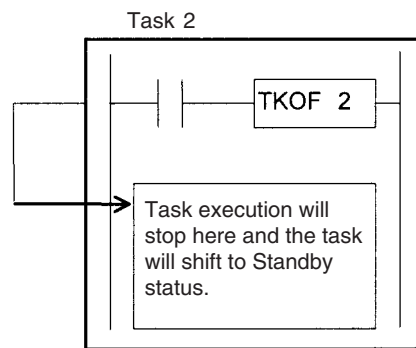 Task 2
TKOF 2
Task execution will
stop here and the task
will shift to Standby
status.